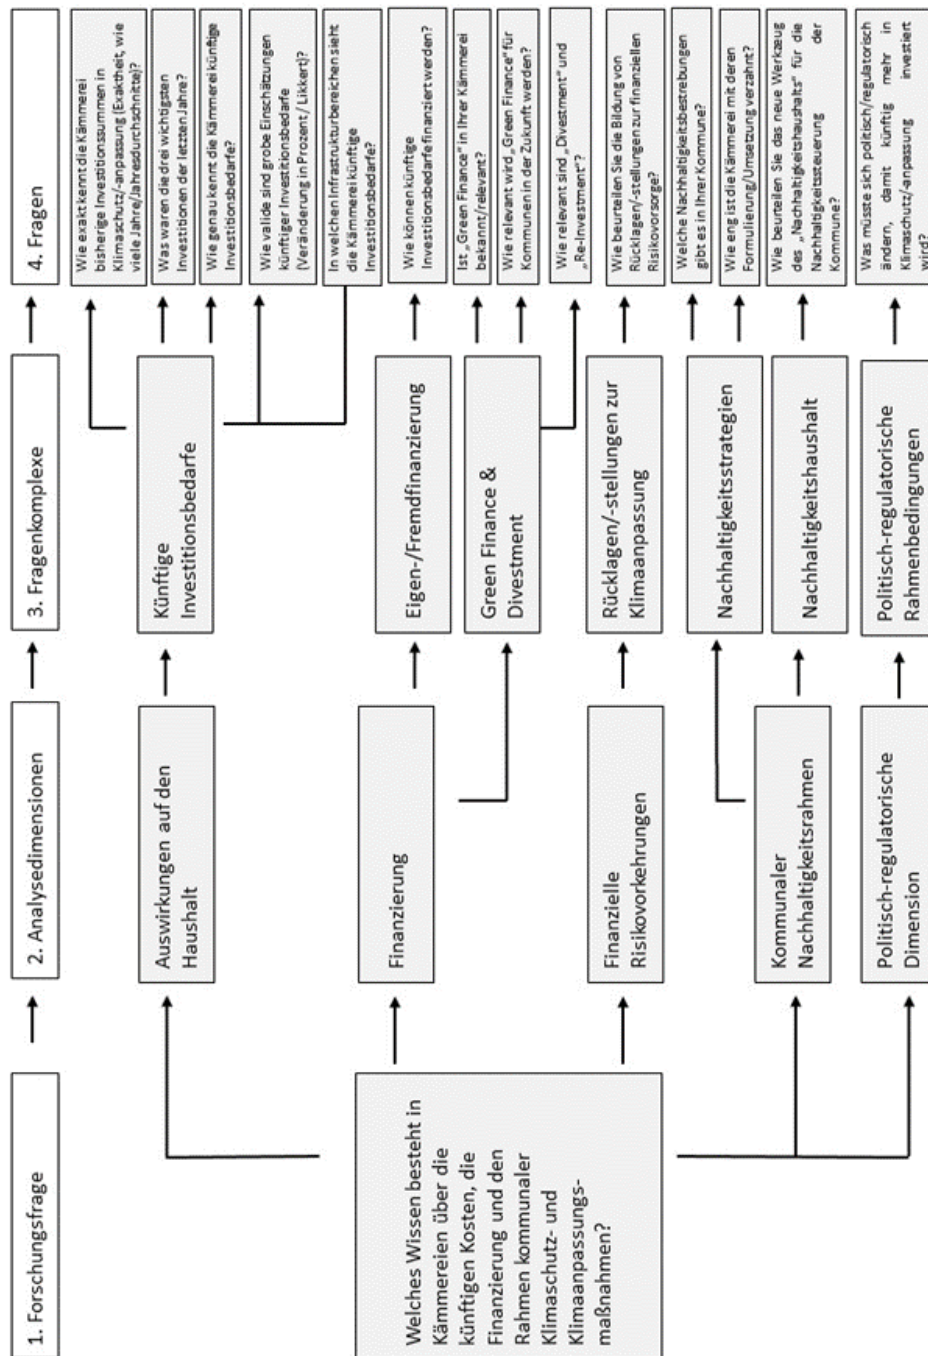 1. Forschungsfrage
2. Analysedimensionen
3. Fragenkomplexe
4. Fragen
Welches Wissen besteht in
Kämmereien über die
künftigen Kosten, die
Finanzierung und den
Rahmen kommunaler
Klimaschutz- und
Klimaanpassungs-
maßnahmen?
Auswirkungen auf den
Haushalt
Finanzierung
Finanzielle
Risikovorkehrungen
Kommunaler
Nachhaltigkeitsrahmen
Politisch-regulatorische
Dimension
Künftige
Investitionsbedarfe
Eigen-/Fremdfinanzierung
Green Finance &
Divestment
Rücklagen/-stellungen zur
Klimaanpassung
Nachhaltigkeitsstrategien
Nachhaltigkeitshaushalt
Politisch-regulatorische
Rahmenbedingungen
Wie exakt kennt die Kämmerei
bisherige Investitionssummen in
Klimaschutz/-anpassung (Exaktheit, wie
viele Jahre/Jahresdurchschnitte)?
Was waren die drei wichtigsten
Investitionen der letzten Jahre?
Wie genau kennt die Kämmerei künftige
Investitionsbedarfe?
Wie valide sind grobe Einschätzungen
künftiger Investitionsbedarfe
(Veränderung in Prozent / Likkert)?
In welchen Infrastrukturbereichen sieht
die Kämmerei künftige
Investitionsbedarfe?
Wie können künftige
Investitionsbedarfe finanziert werden?
Ist „Green Finance“ in Ihrer Kämmerei
bekannt/relevant?
Wie relevant wird „Green Finance“ für
Kommunen in der Zukunft werden?
Wie relevant sind „Divestment“ und
„Re-Investment“?
Wie beurteilen Sie die Bildung von
Rücklagen/-stellungen zur finanziellen
Risikovorsorge?
Welche Nachhaltigkeitsbestrebungen
gibt es in Ihrer Kommune?
Wie eng ist die Kämmerei mit deren
Formulierung/Umsetzung verzahnt?
Wie beurteilen Sie das neue Werkzeug
des „Nachhaltigkeitshaushalts“ für die
Nachhaltigkeitssteuerung der
Kommune?
Was müsste sich politisch/regulatorisch
ändern, damit künftig mehr in
Klimaschutz/-anpassung investiert
wird?